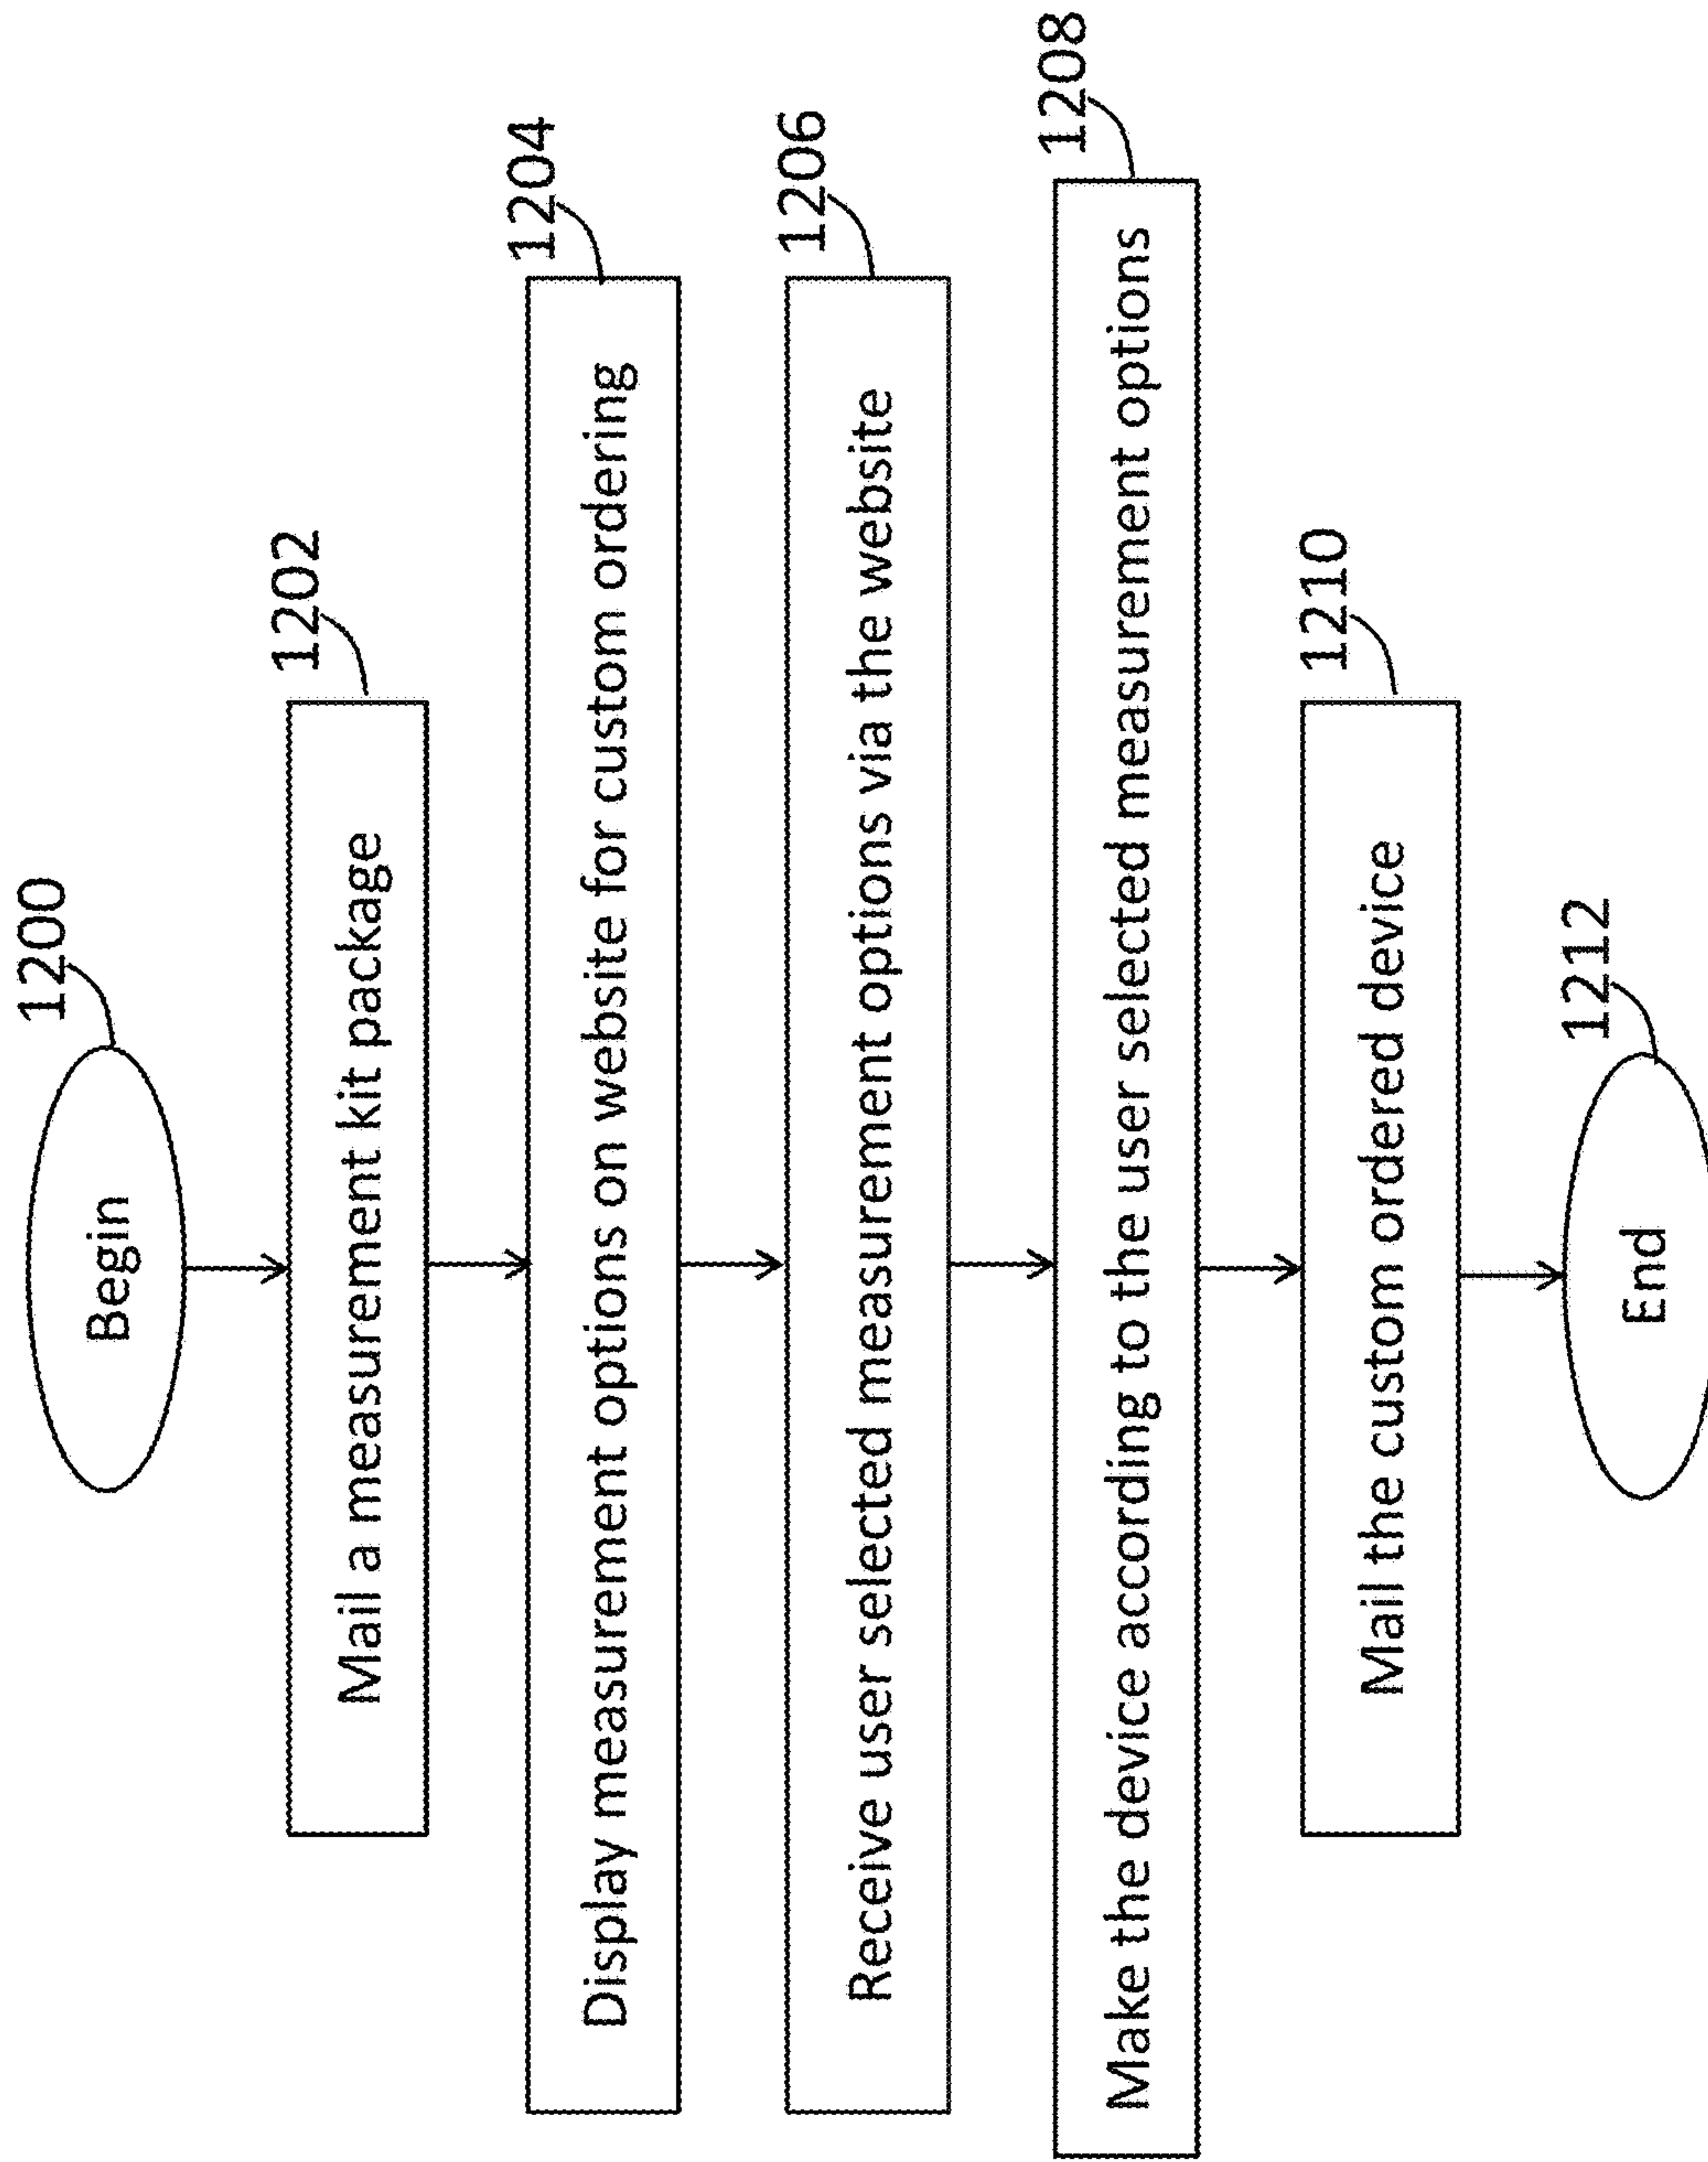 1200
Begin
1202
Mail a measurement kit package
1204
Display measurement options on website for custom ordering
1206
Receive user selected measurement options via the website
1208
Make the device according to the user selected measurement options
1210
Mail the custom ordered device
1212
End